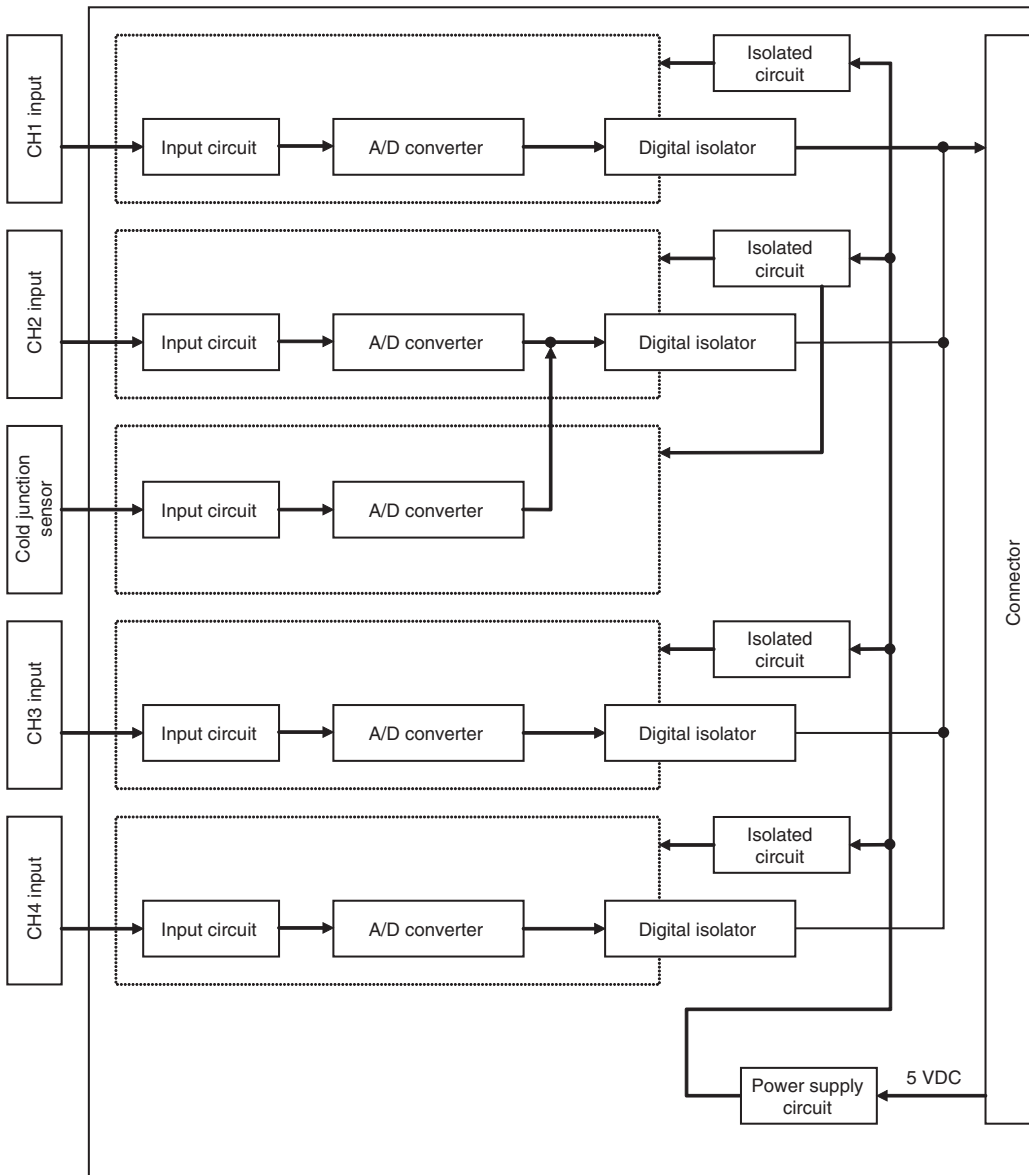 CH1 input
Input circuit
A/D converter
Digital isolator
Isolated
circuit
CH2 input
Input circuit
A/D converter
Digital isolator
Isolated
circuit
Cold junction
sensor
Input circuit
A/D converter
CH3 input
Input circuit
A/D converter
Digital isolator
Isolated
circuit
CH4 input
Input circuit
A/D converter
Digital isolator
Isolated
circuit
Power supply
circuit
5 VDC
Connector